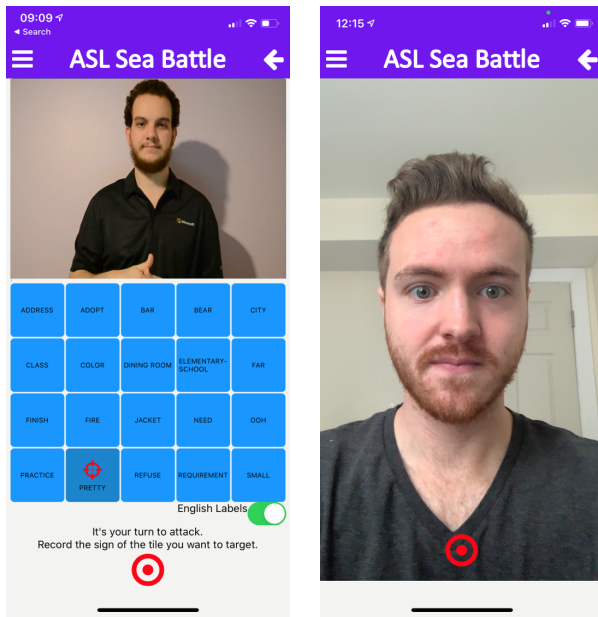 09:09
◀ Search
ASL Sea Battle
Microsoft
ADDRESS
ADOPT
BAR
BEAR
CITY
CLASS
COLOR
DINING ROOM
ELEMENTARY-
SCHOOL
FAR
FINISH
FIRE
JACKET
NEED
OOH
PRACTICE
PRETTY
REFUSE
REQUIREMENT
SMALL
English Labels
It's your turn to attack.
Record the sign of the tile you want to target.
12:15
ASL Sea Battle